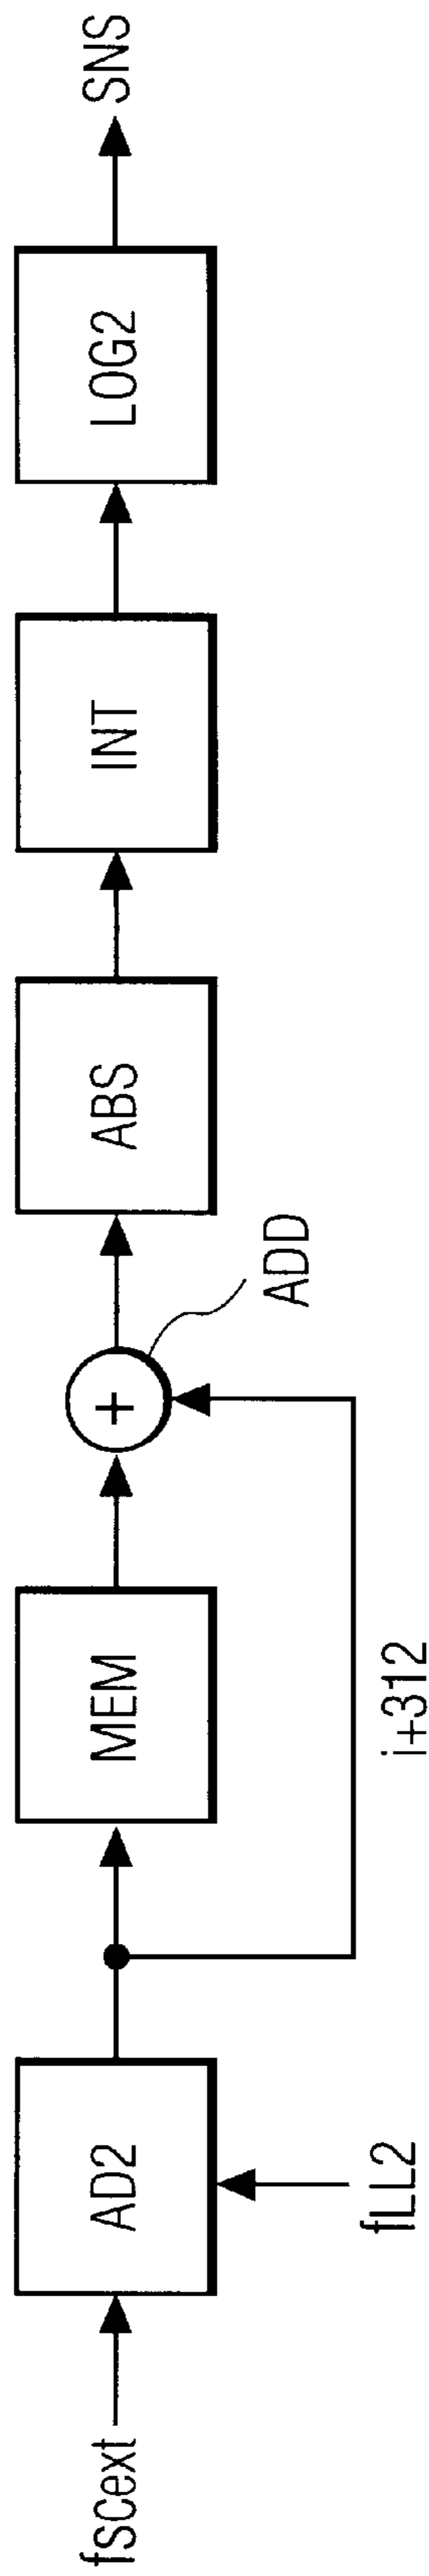 fSCext
AD2
fLL2
MEM
i+312
+
ADD
ABS
INT
LOG2
SNS